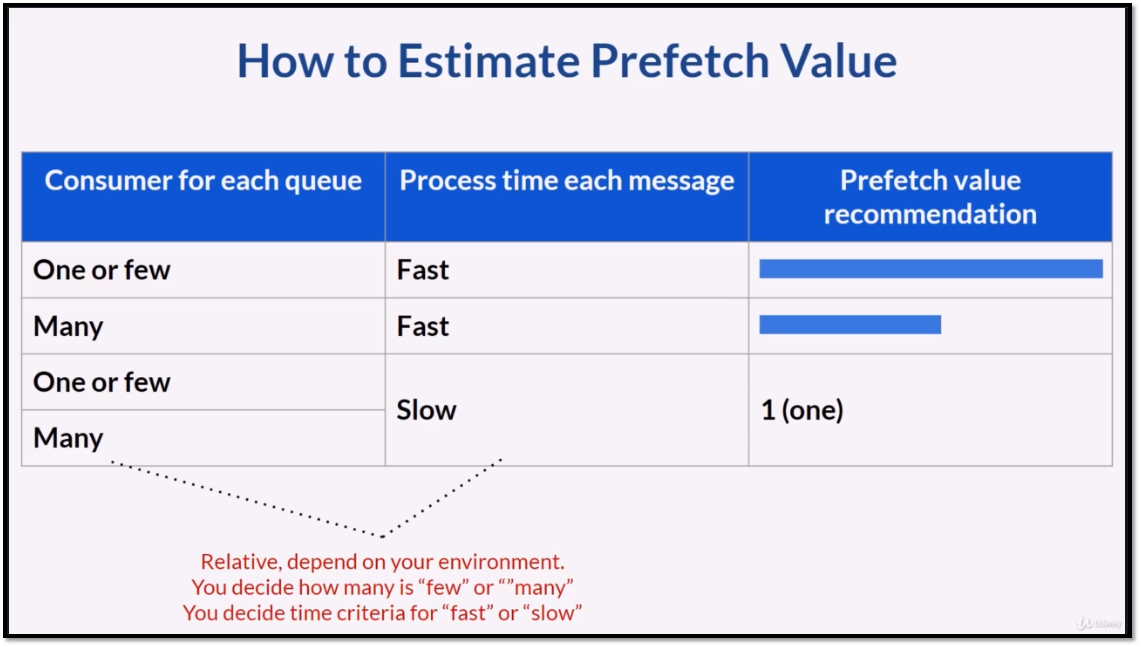 How to Estimate Prefetch Value
Consumer for each queue
Process time each message
Prefetch value
recommendation
One or few
Fast
Many
Fast
One or few
Slow
1 (one)
Many
Relative, depend on your environment.
You decide how many is “few” or “”many”
You decide time criteria for “fast” or “slow”
Udemy